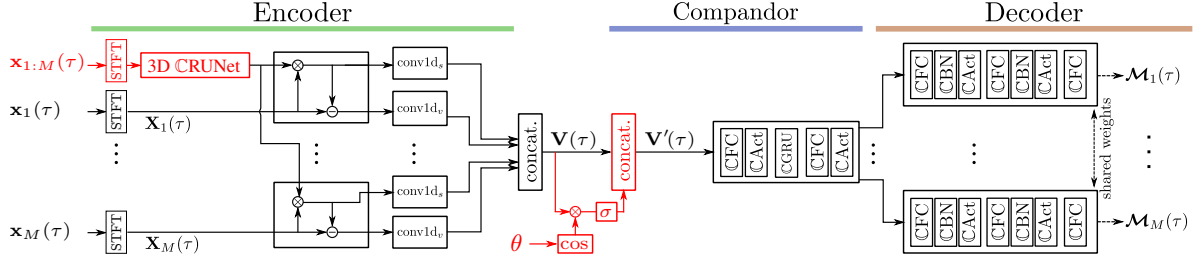 Encoder
Compandor
Decoder
x₁:M(τ) STFT 3D ℂRUNet ⊗ − conv1dₛ
x₁(τ) STFT X₁(τ) conv1dᵥ
⊗ − conv1dₛ
xM(τ) STFT XM(τ) conv1dᵥ
concat. V(τ) concat. V′(τ)
⊗ σ
θ cos
ℂFC ℂAct ℂGRU ℂFC ℂAct
ℂFC ℂBN ℂAct ℂFC ℂBN ℂAct ℂFC 𝓜₁(τ)
shared weights
ℂFC ℂBN ℂAct ℂFC ℂBN ℂAct ℂFC 𝓜M(τ)